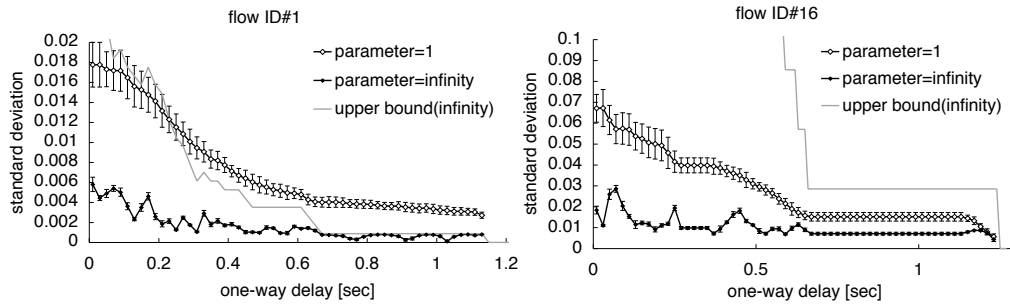 flow ID#1
0.02
0.018
0.016
0.014
0.012
0.01
0.008
0.006
0.004
0.002
0
standard deviation
parameter=1
parameter=infinity
upper bound(infinity)
0 0.2 0.4 0.6 0.8 1 1.2
one-way delay [sec]
flow ID#16
0.1
0.09
0.08
0.07
0.06
0.05
0.04
0.03
0.02
0.01
0
standard deviation
parameter=1
parameter=infinity
upper bound(infinity)
0 0.5 1
one-way delay [sec]